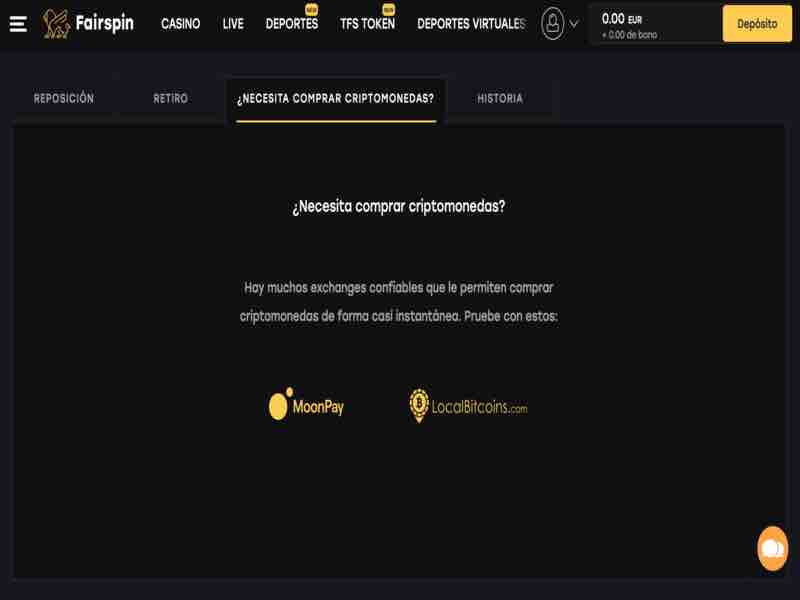 Fairspin
CASINO
LIVE
DEPORTES
NEW
TFS TOKEN
NEW
DEPORTES VIRTUALES
0.00 EUR
+ 0.00 de bono
Depósito
REPOSICIÓN
RETIRO
¿NECESITA COMPRAR CRIPTOMONEDAS?
HISTORIA
¿Necesita comprar criptomonedas?
Hay muchos exchanges confiables que le permiten comprar
criptomonedas de forma casi instantánea. Pruebe con estos:
MoonPay
LocalBitcoins.com